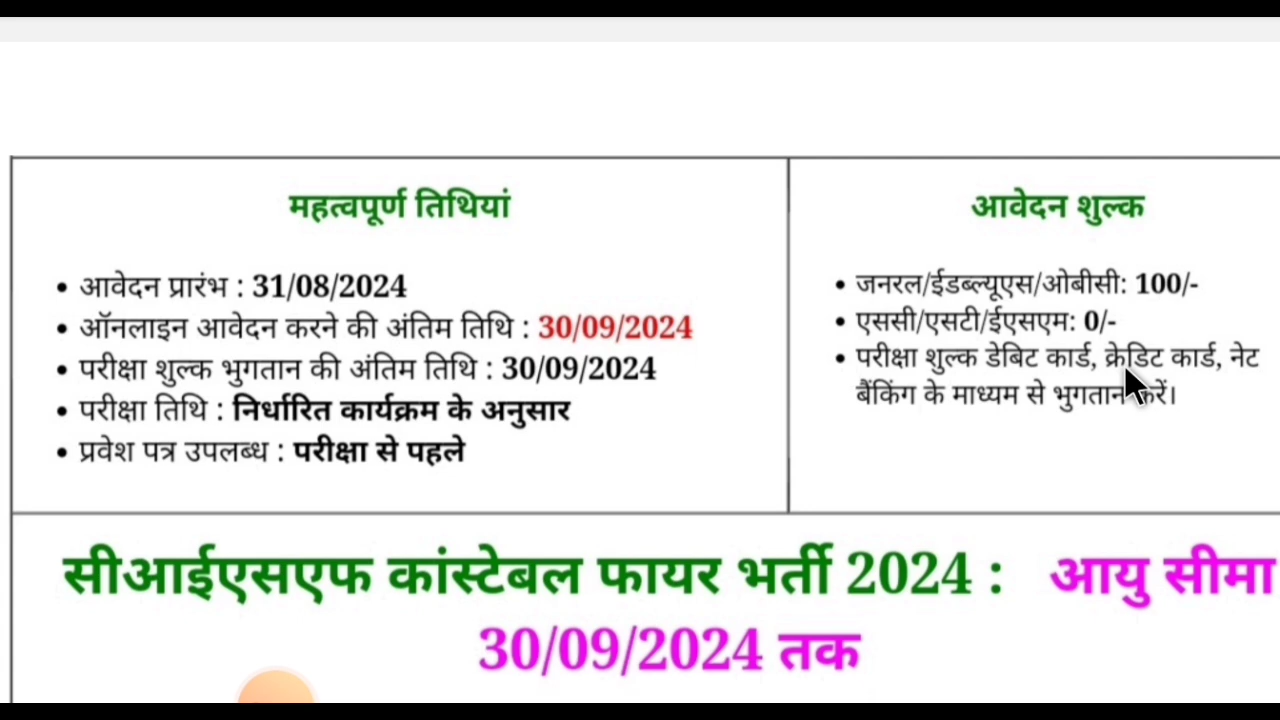 महत्वपूर्ण तिथियां
• आवेदन प्रारंभ : 31/08/2024
• ऑनलाइन आवेदन करने की अंतिम तिथि : 30/09/2024
• परीक्षा शुल्क भुगतान की अंतिम तिथि : 30/09/2024
• परीक्षा तिथि : निर्धारित कार्यक्रम के अनुसार
• प्रवेश पत्र उपलब्ध : परीक्षा से पहले
आवेदन शुल्क
• जनरल/ईडब्ल्यूएस/ओबीसी: 100/-
• एससी/एसटी/ईएसएम: 0/-
• परीक्षा शुल्क डेबिट कार्ड, क्रेडिट कार्ड, नेट
बैंकिंग के माध्यम से भुगतान करें।
सीआईएसएफ कांस्टेबल फायर भर्ती 2024 : आयु सीमा
30/09/2024 तक